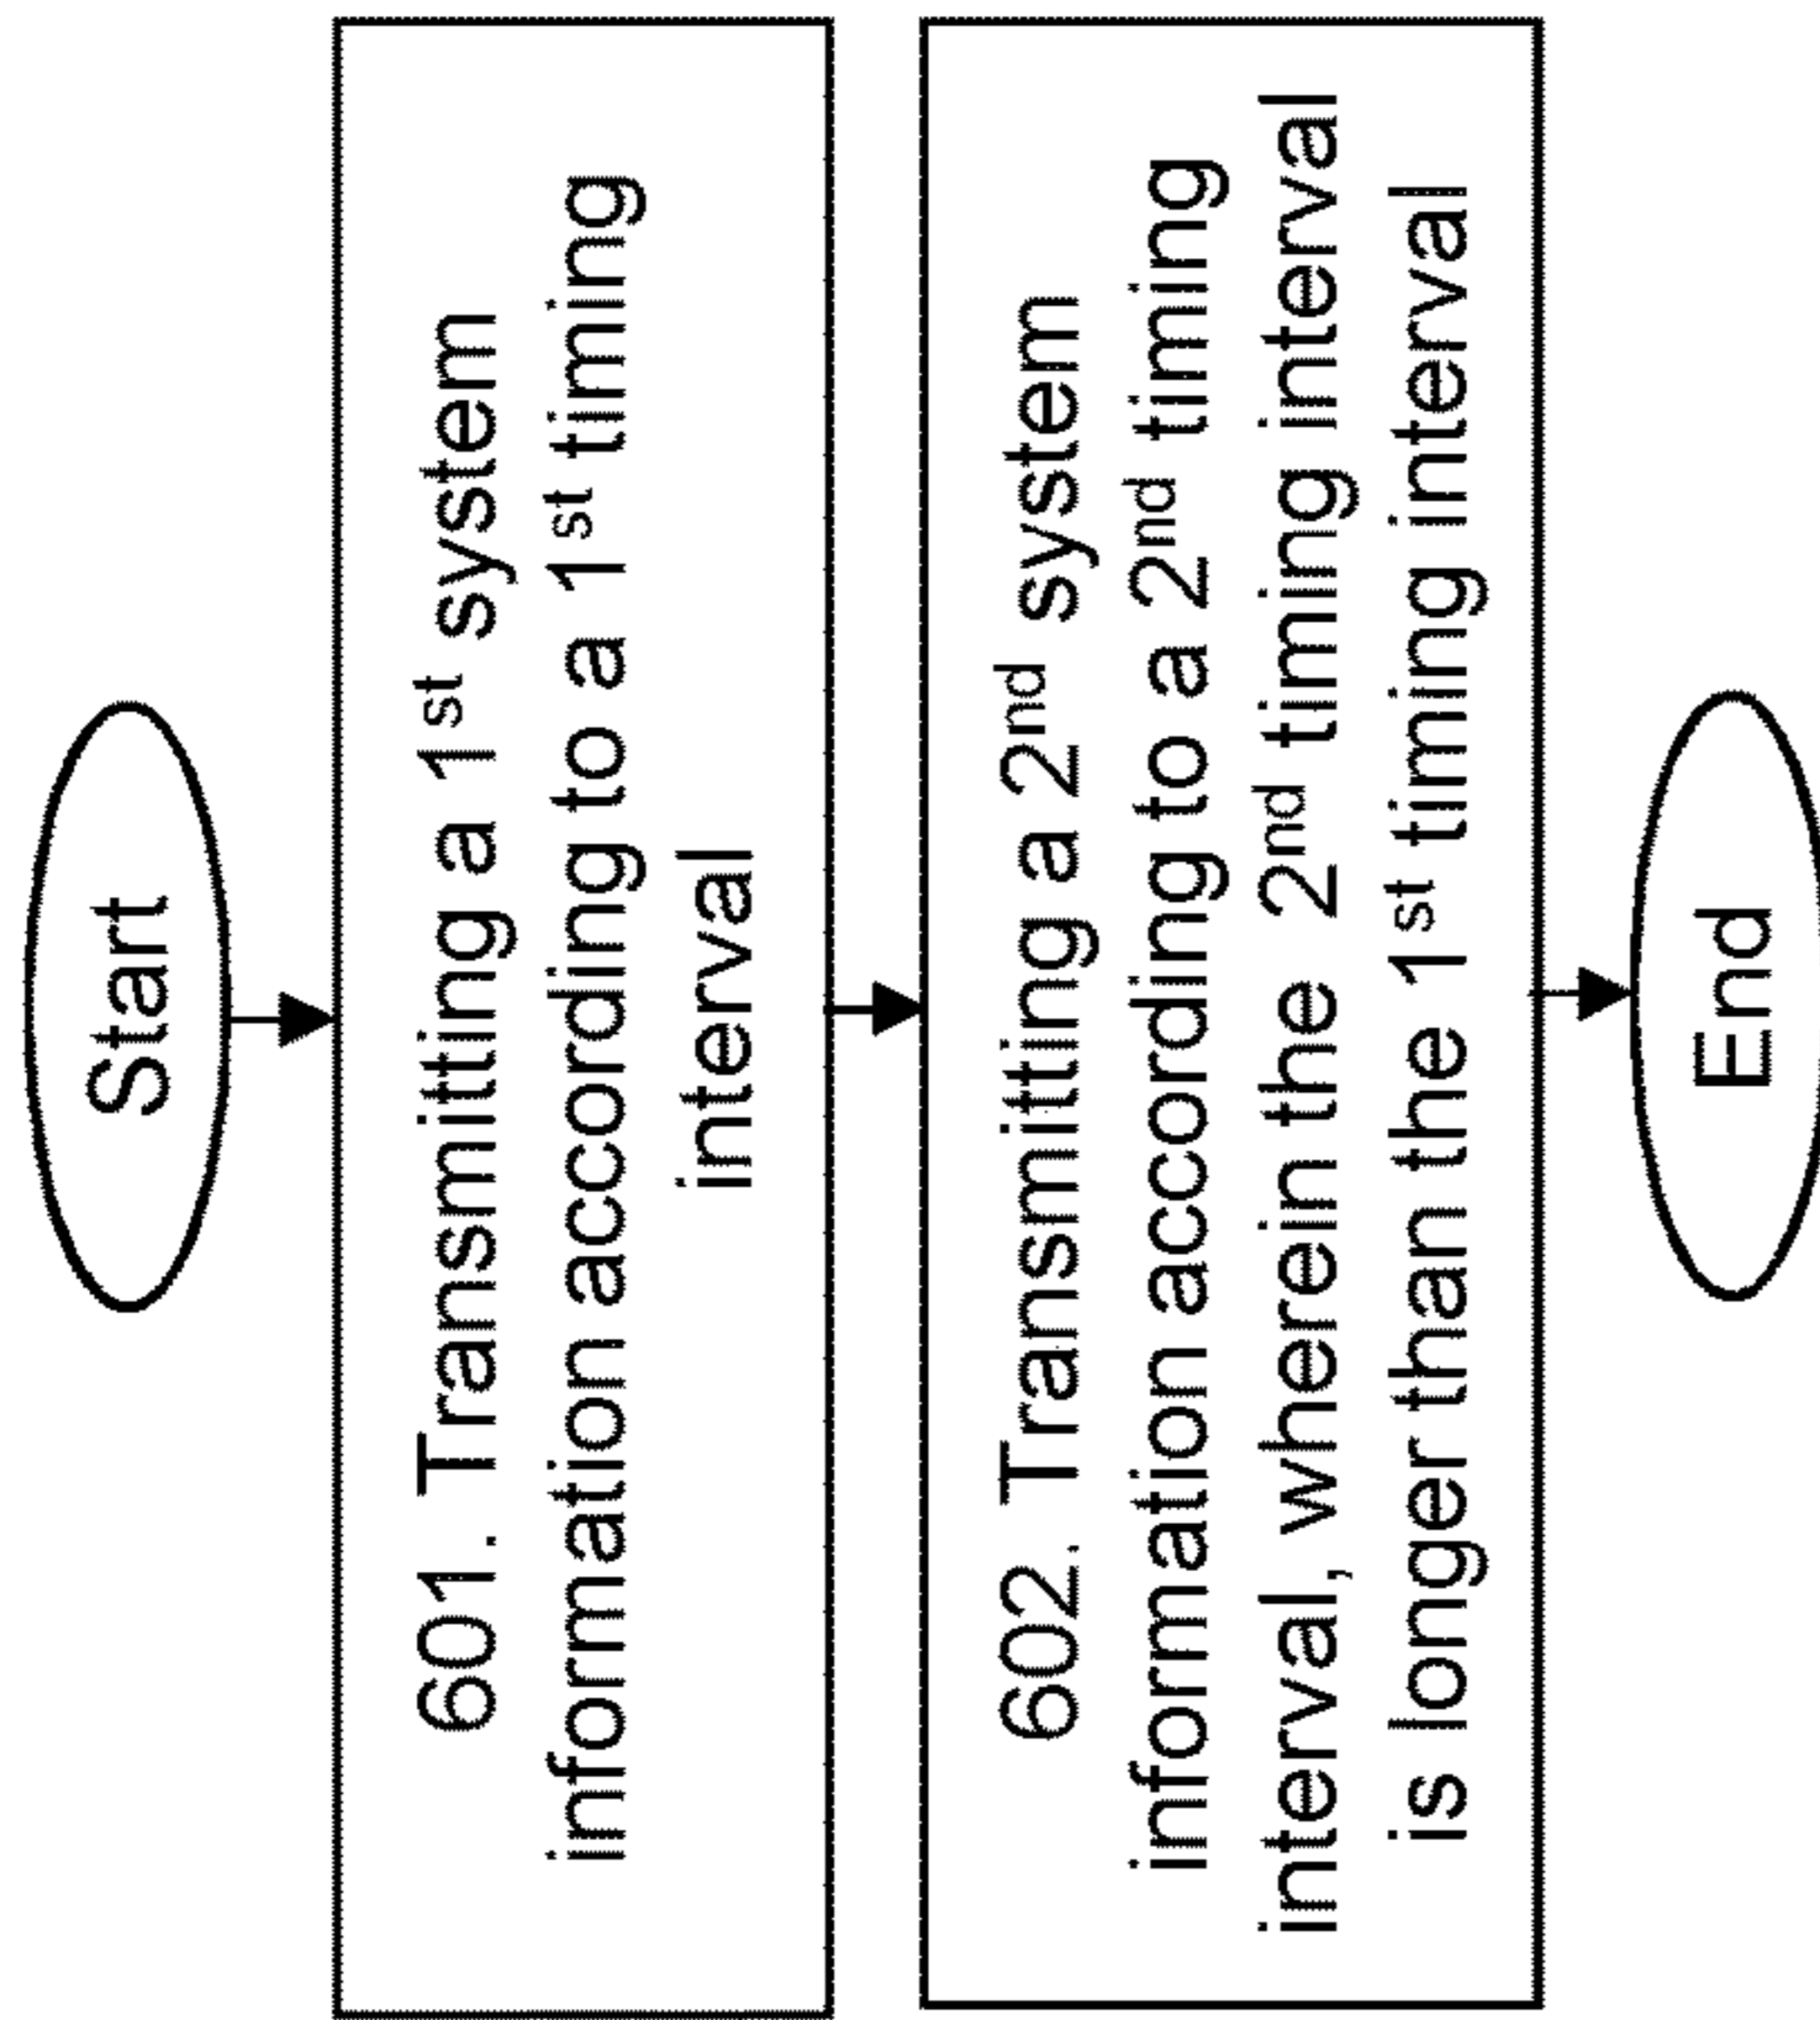 Start
601. Transmitting a 1st system
information according to a 1st timing
interval
602. Transmitting a 2nd system
information according to a 2nd timing
interval, wherein the 2nd timing interval
is longer than the 1st timing interval
End